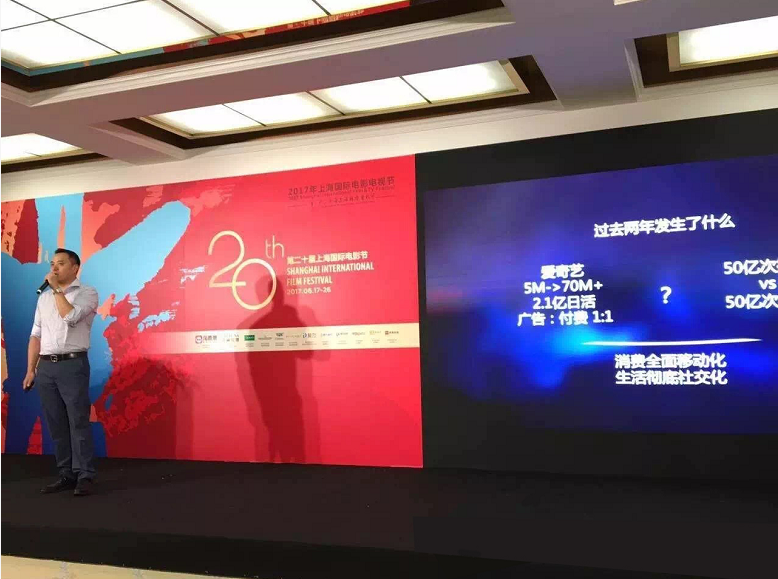 2017年上海国际电影电视节
20th
第二十届上海国际电影节
SHANGHAI INTERNATIONAL
FILM FESTIVAL
2017.06.17-26
过去两年发生了什么
爱奇艺
5M->70M+
2.1亿日活
广告：付费 1:1
?
50亿次
vs
50亿次
消费全面移动化
生活彻底社交化